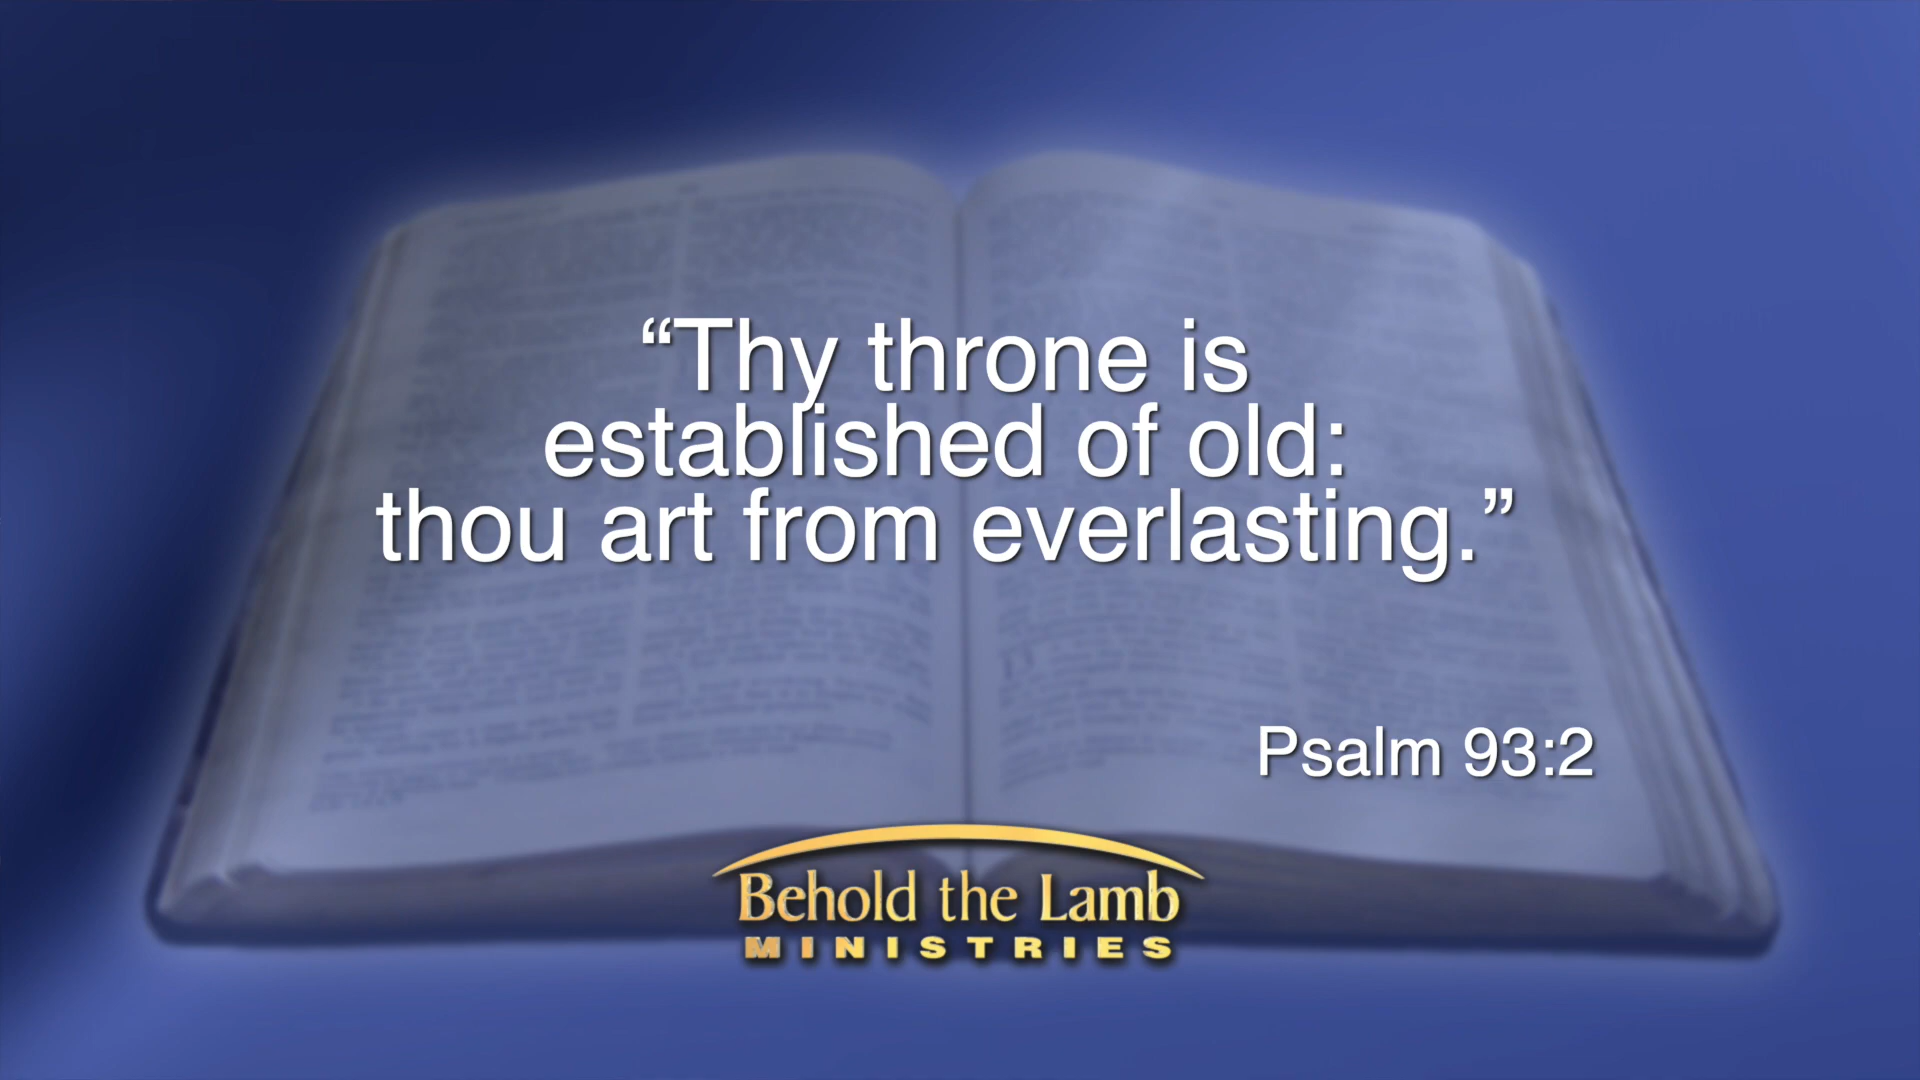 “Thy throne is
established of old:
thou art from everlasting.”
Psalm 93:2
Behold the Lamb
MINISTRIES